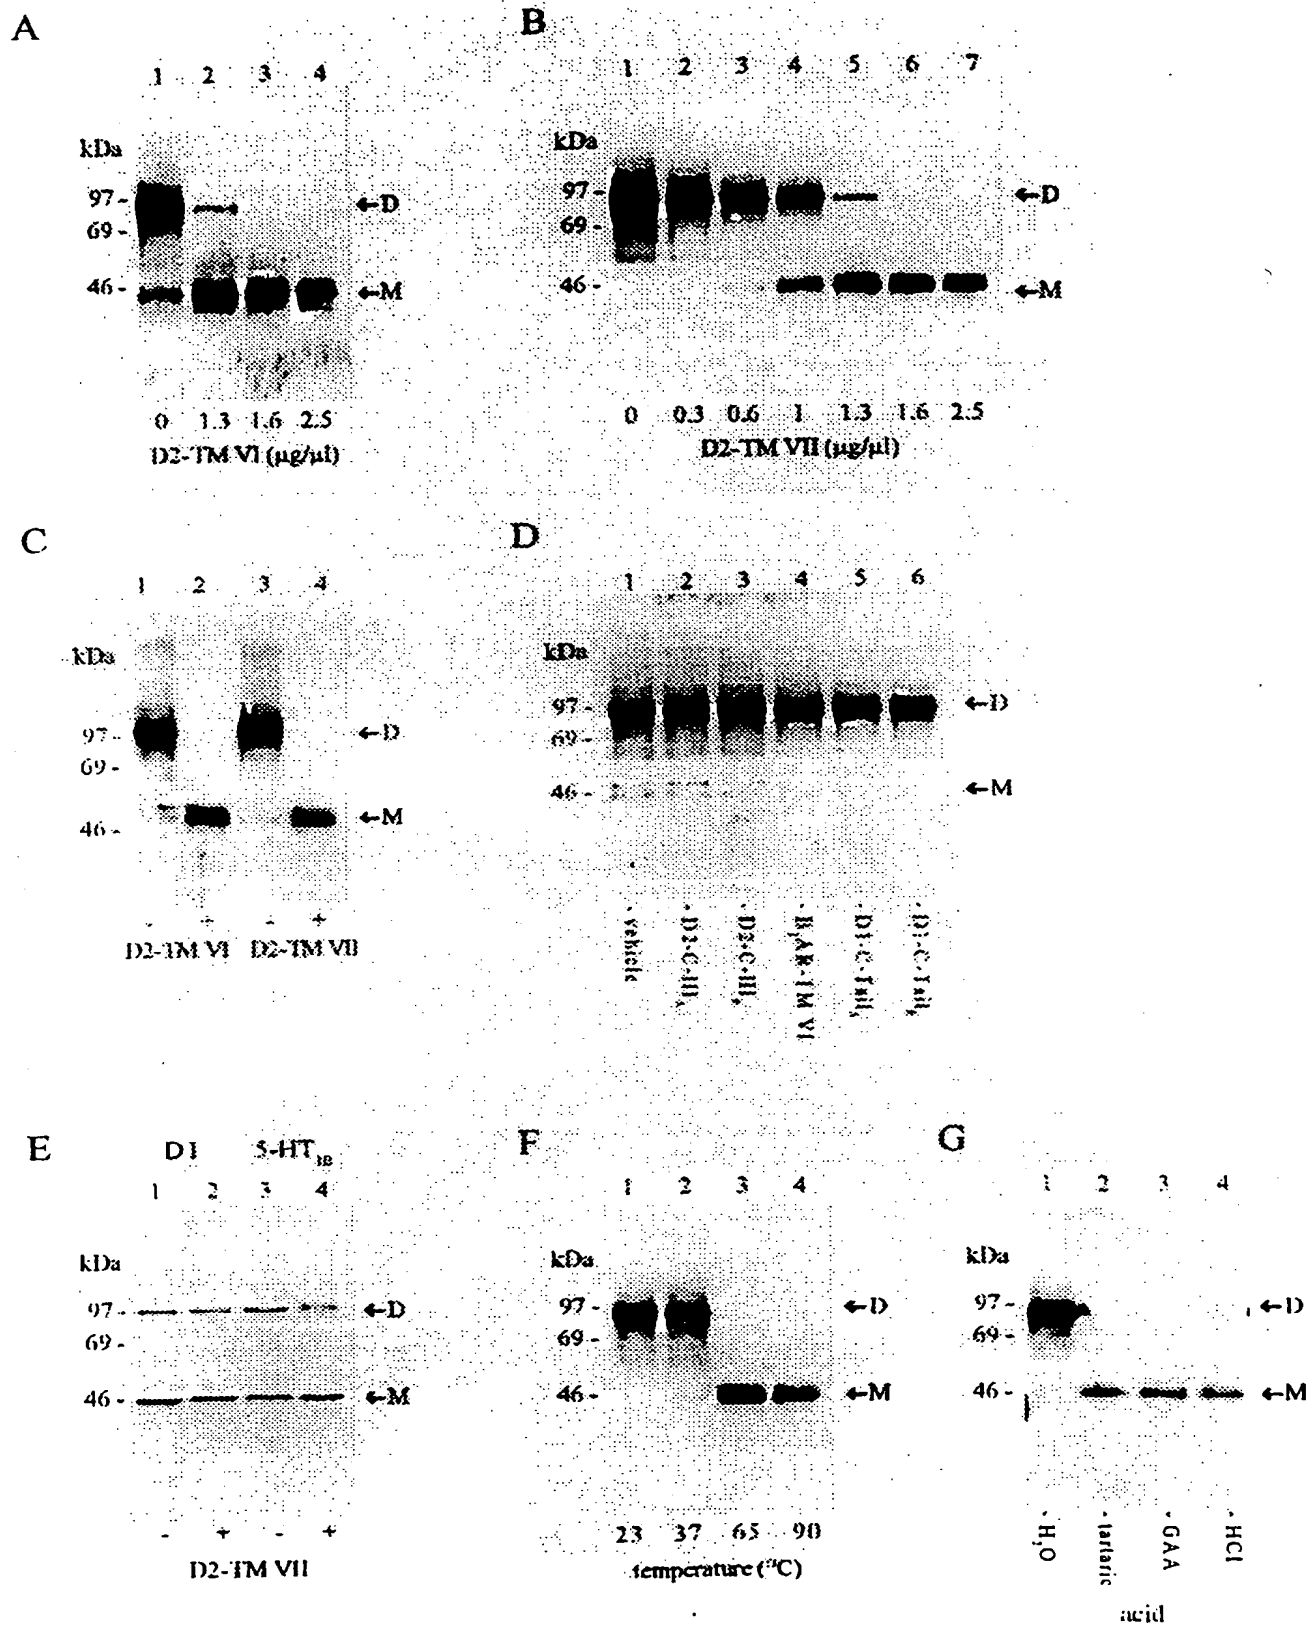 A
1 2 3 4
kDa
97 - ←D
69 -
46 - ←M
0 1.3 1.6 2.5
D2-TM VI (µg/µl)
B
1 2 3 4 5 6 7
kDa
97 - ←D
69 -
46 - ←M
0 0.3 0.6 1 1.3 1.6 2.5
D2-TM VII (µg/µl)
C
1 2 3 4
kDa
97 - ←D
69 -
46 - ←M
- + - +
D2-TM VI D2-TM VII
D
1 2 3 4 5 6
kDa
97 - ←D
69 -
46 - ←M
- vehicle
E
D1 5-HT1B
1 2 3 4
kDa
97 - ←D
69 -
46 - ←M
- + - +
D2-TM VII
F
1 2 3 4
kDa
97 - ←D
69 -
46 - ←M
23 37 65 90
temperature (°C)
G
1 2 3 4
kDa
97 - ←D
69 -
46 - ←M
- H2O
- tartaric
- GAA
- HCl
acid